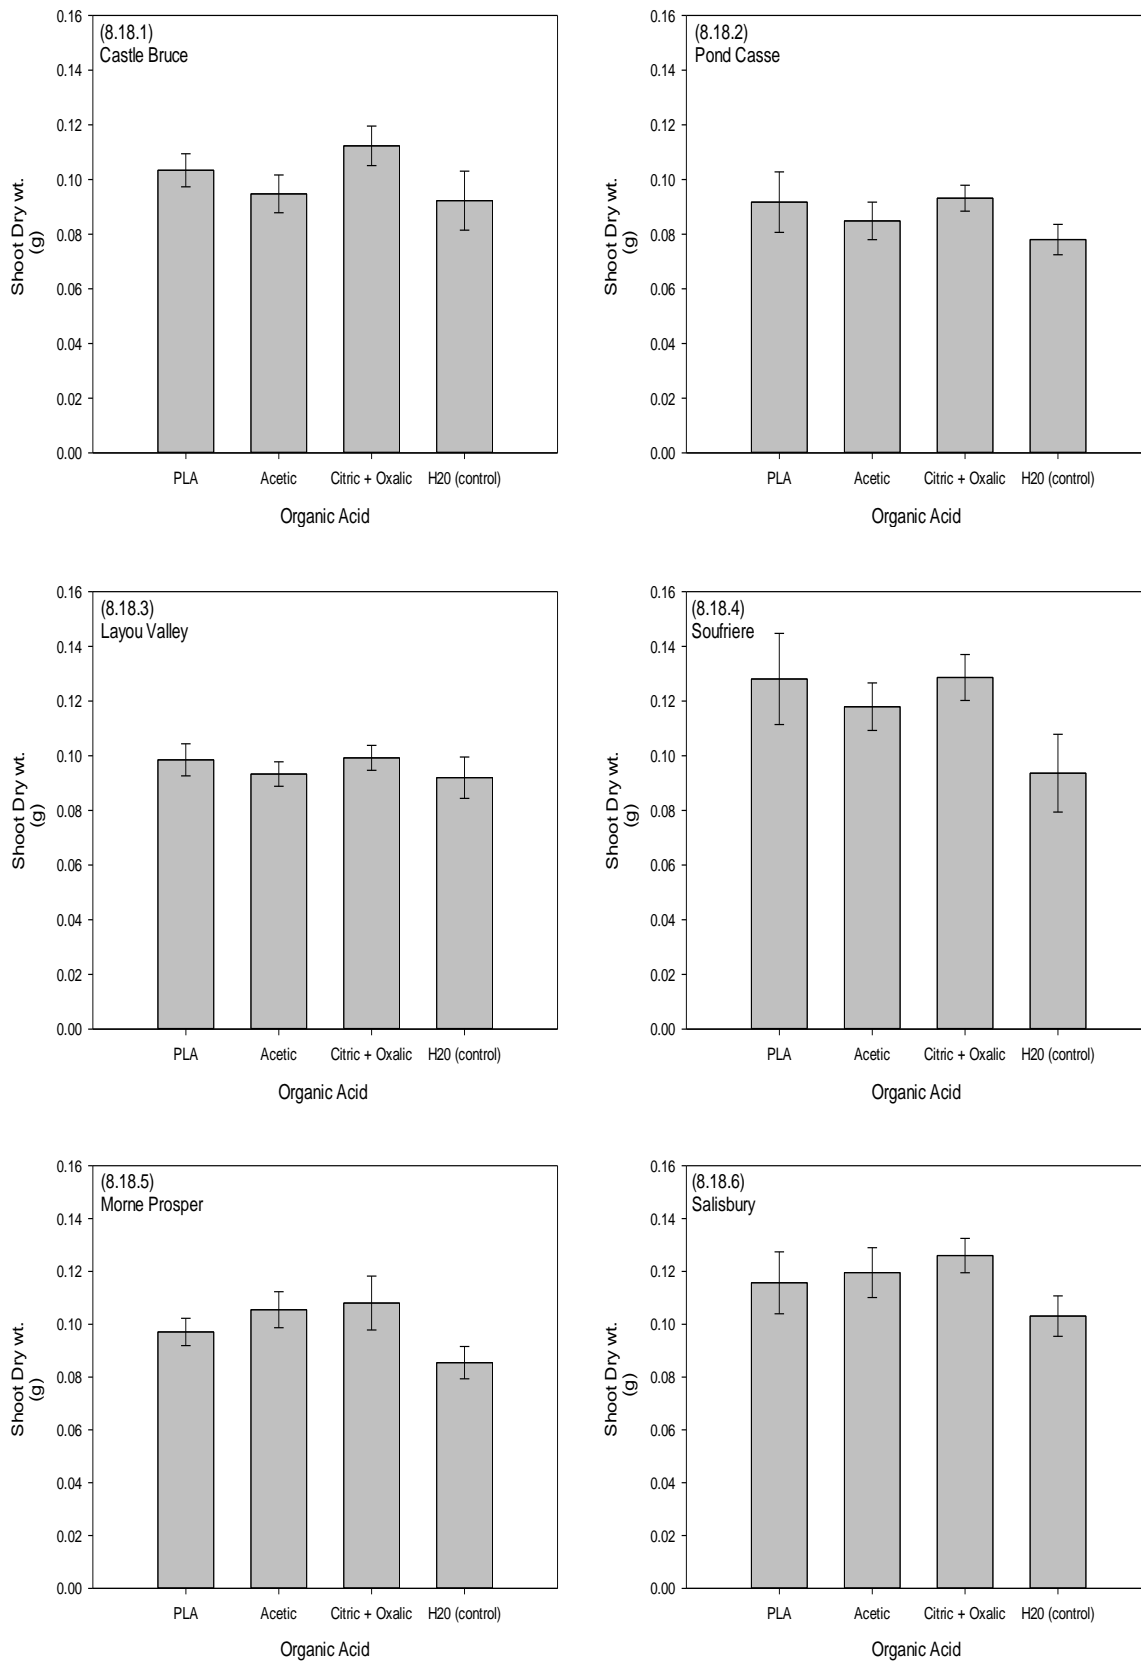 (8.18.1)
Castle Bruce
0.16
0.14
0.12
0.10
0.08
0.06
0.04
0.02
0.00
Shoot Dry wt.
(g)
PLA Acetic Citric + Oxalic H20 (control)
Organic Acid
(8.18.2)
Pond Casse
0.16
0.14
0.12
0.10
0.08
0.06
0.04
0.02
0.00
Shoot Dry wt.
(g)
PLA Acetic Citric + Oxalic H20 (control)
Organic Acid
(8.18.3)
Layou Valley
0.16
0.14
0.12
0.10
0.08
0.06
0.04
0.02
0.00
Shoot Dry wt.
(g)
PLA Acetic Citric + Oxalic H20 (control)
Organic Acid
(8.18.4)
Soufriere
0.16
0.14
0.12
0.10
0.08
0.06
0.04
0.02
0.00
Shoot Dry wt.
(g)
PLA Acetic Citric + Oxalic H20 (control)
Organic Acid
(8.18.5)
Morne Prosper
0.16
0.14
0.12
0.10
0.08
0.06
0.04
0.02
0.00
Shoot Dry wt.
(g)
PLA Acetic Citric + Oxalic H20 (control)
Organic Acid
(8.18.6)
Salisbury
0.16
0.14
0.12
0.10
0.08
0.06
0.04
0.02
0.00
Shoot Dry wt.
(g)
PLA Acetic Citric + Oxalic H20 (control)
Organic Acid